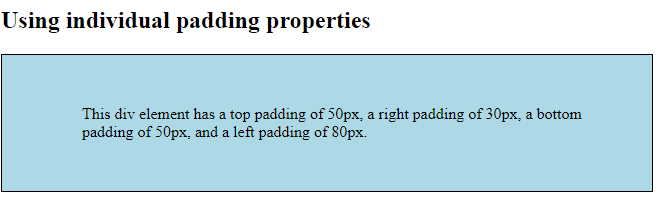 Using individual padding properties
This div element has a top padding of 50px, a right padding of 30px, a bottom
padding of 50px, and a left padding of 80px.